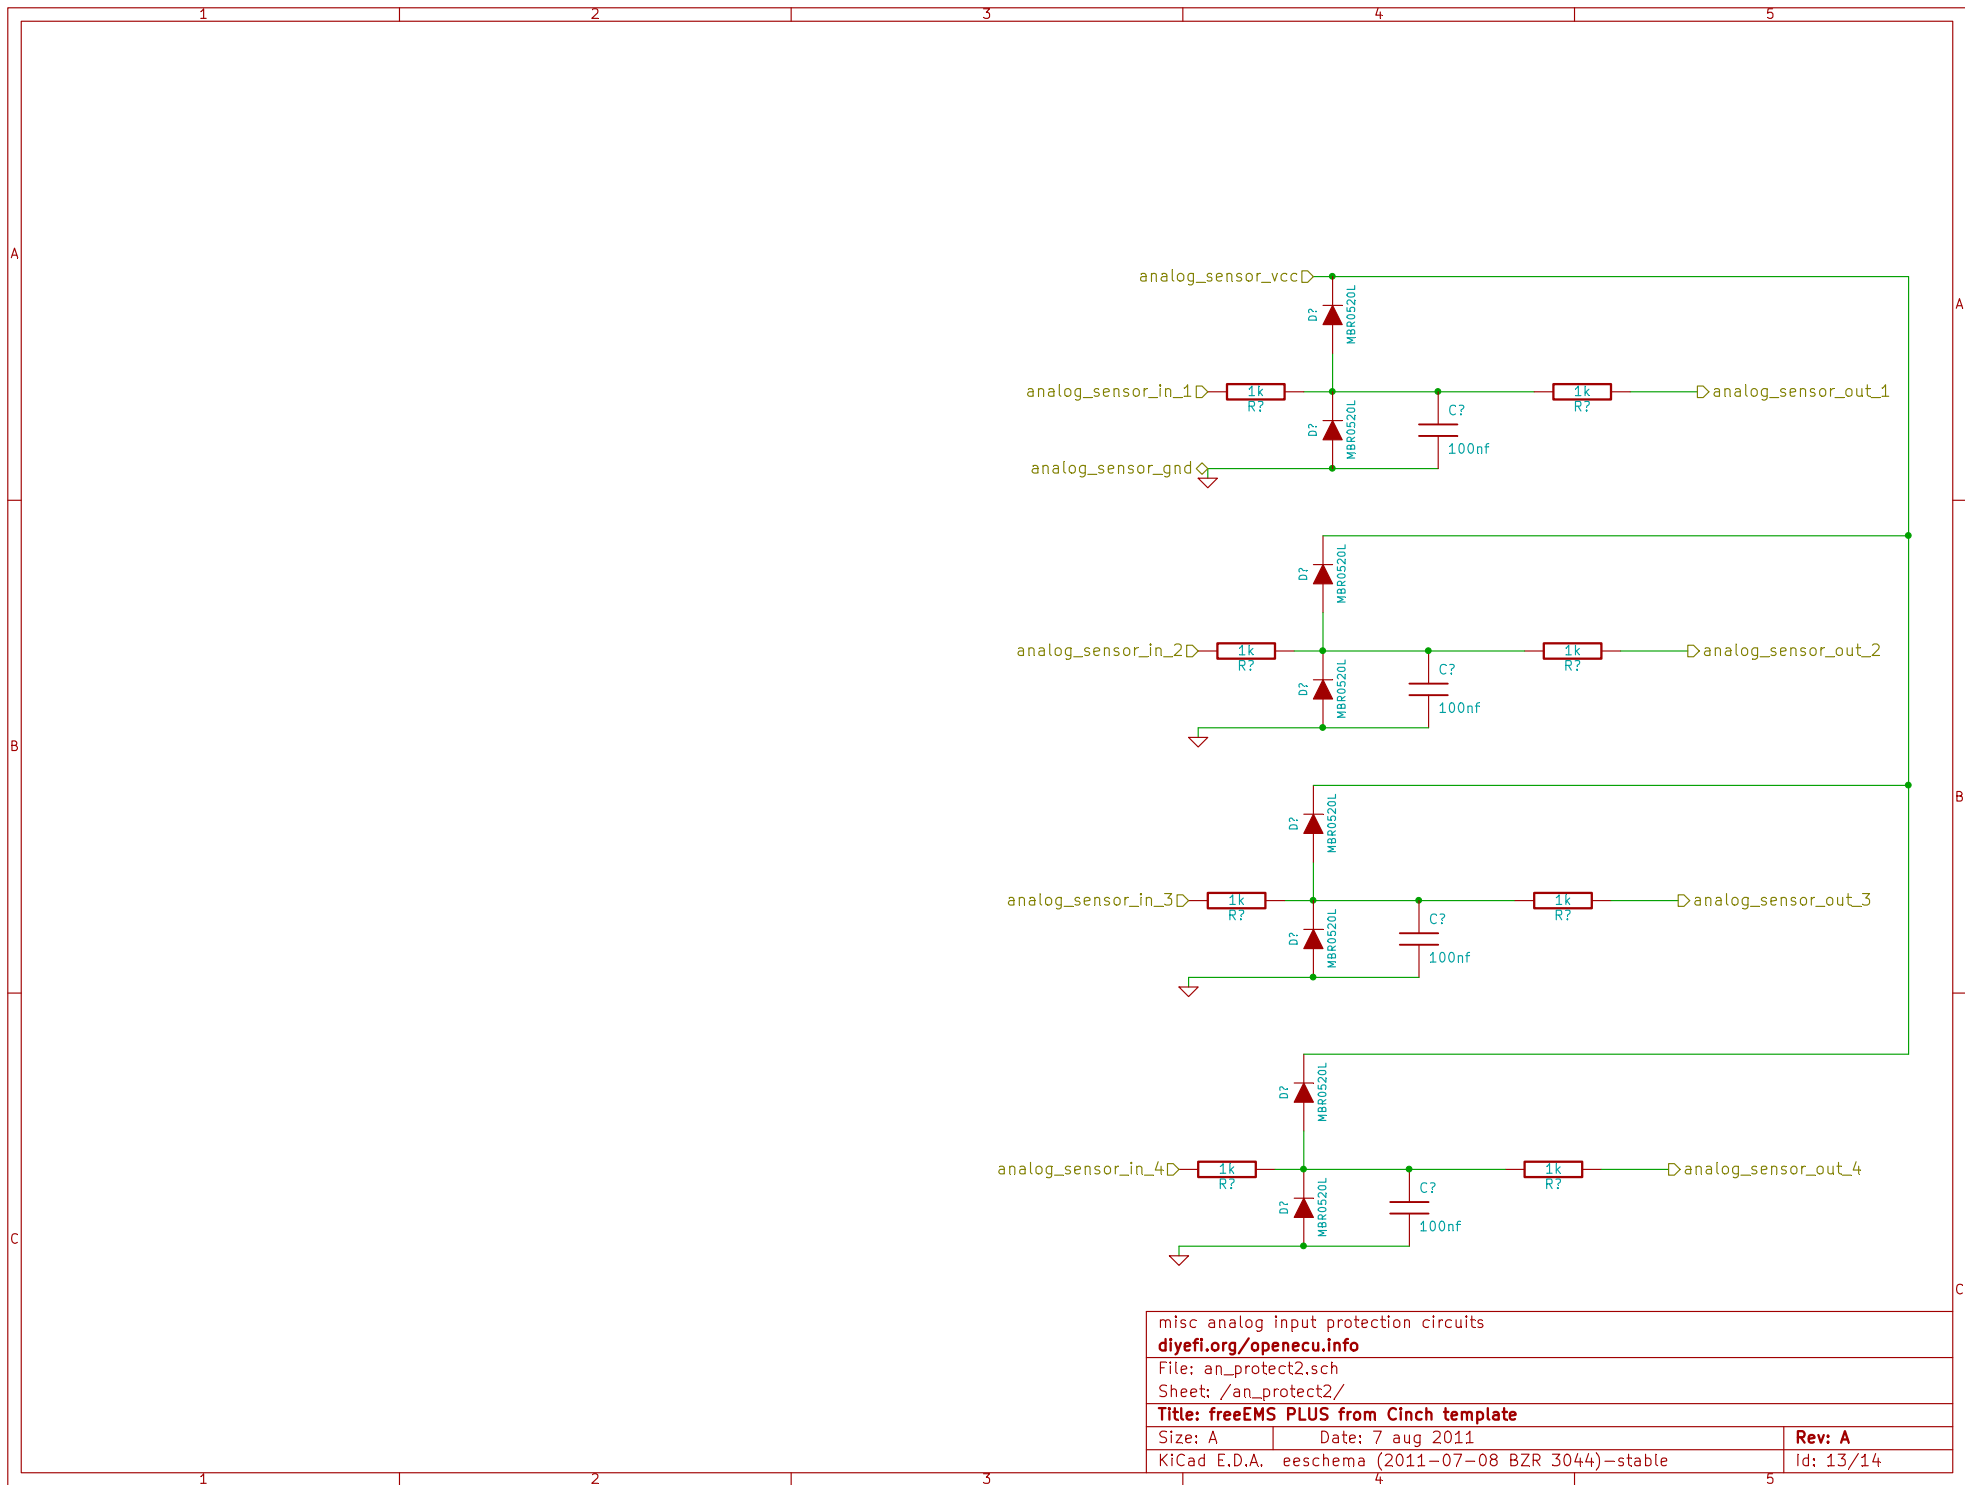 1 2 3 4 5
A
A
analog_sensor_vcc
D?
MBR0520L
analog_sensor_in_1
1k
R?
1k
R?
analog_sensor_out_1
C?
100nf
D?
MBR0520L
analog_sensor_gnd
D?
MBR0520L
analog_sensor_in_2
1k
R?
1k
R?
analog_sensor_out_2
C?
100nf
D?
MBR0520L
B
B
D?
MBR0520L
analog_sensor_in_3
1k
R?
1k
R?
analog_sensor_out_3
C?
100nf
D?
MBR0520L
D?
MBR0520L
analog_sensor_in_4
1k
R?
1k
R?
analog_sensor_out_4
C?
100nf
D?
MBR0520L
C
C
misc analog input protection circuits
diyefi.org/openecu.info
File: an_protect2.sch
Sheet: /an_protect2/
Title: freeEMS PLUS from Cinch template
Size: A Date: 7 aug 2011 Rev: A
KiCad E.D.A. eeschema (2011-07-08 BZR 3044)-stable id: 13/14
1 2 3 4 5